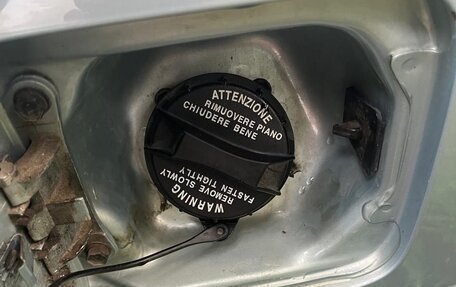 ATTENZIONE
RIMUOVERE PIANO
CHIUDERE BENE
WARNING
REMOVE SLOWLY
FASTEN TIGHTLY